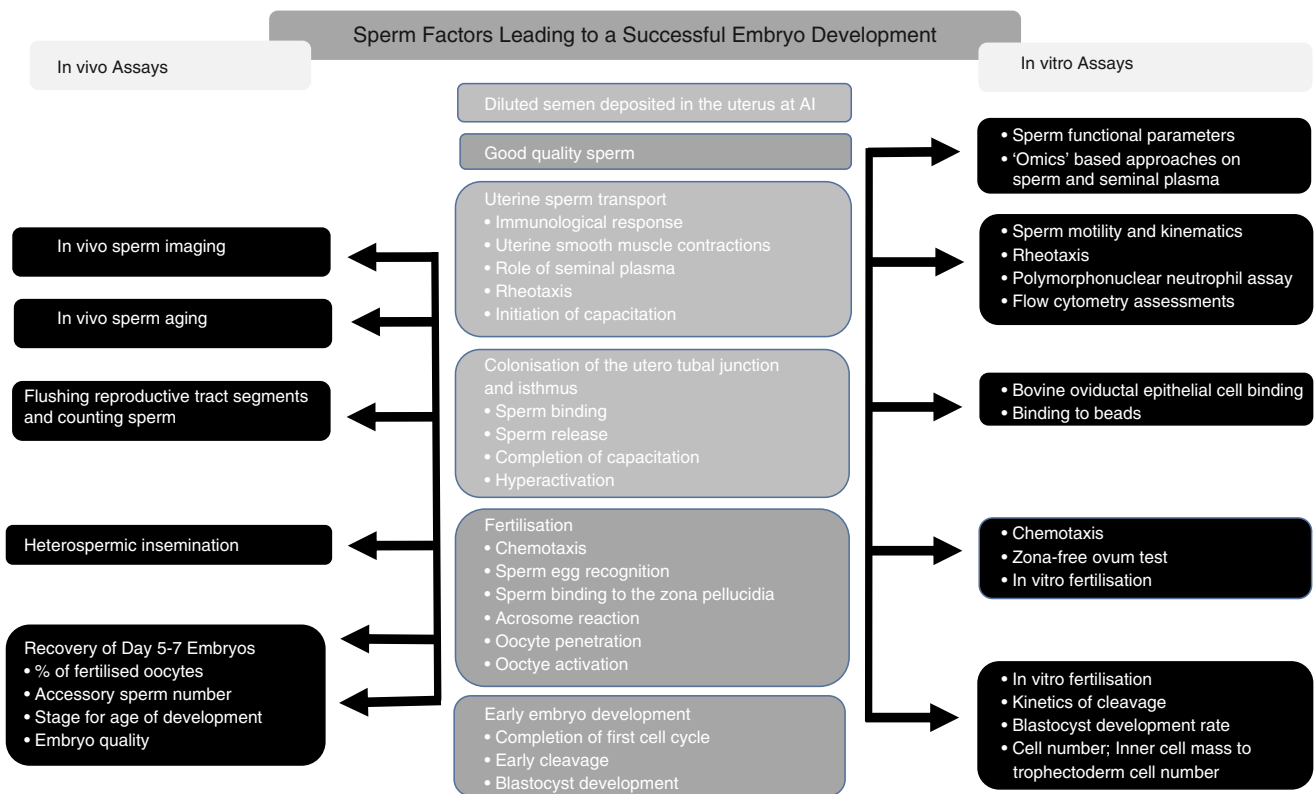 Sperm Factors Leading to a Successful Embryo Development
In vivo Assays
In vitro Assays
Diluted semen deposited in the uterus at AI
Good quality sperm
Uterine sperm transport
• Immunological response
• Uterine smooth muscle contractions
• Role of seminal plasma
• Rheotaxis
• Initiation of capacitation
Colonisation of the utero tubal junction
and isthmus
• Sperm binding
• Sperm release
• Completion of capacitation
• Hyperactivation
Fertilisation
• Chemotaxis
• Sperm egg recognition
• Sperm binding to the zona pellucidia
• Acrosome reaction
• Oocyte penetration
• Ooctye activation
Early embryo development
• Completion of first cell cycle
• Early cleavage
• Blastocyst development
In vivo sperm imaging
In vivo sperm aging
Flushing reproductive tract segments
and counting sperm
Heterospermic insemination
Recovery of Day 5-7 Embryos
• % of fertilised oocytes
• Accessory sperm number
• Stage for age of development
• Embryo quality
• Sperm functional parameters
• ‘Omics’ based approaches on
sperm and seminal plasma
• Sperm motility and kinematics
• Rheotaxis
• Polymorphonuclear neutrophil assay
• Flow cytometry assessments
• Bovine oviductal epithelial cell binding
• Binding to beads
• Chemotaxis
• Zona-free ovum test
• In vitro fertilisation
• In vitro fertilisation
• Kinetics of cleavage
• Blastocyst development rate
• Cell number; Inner cell mass to
trophectoderm cell number